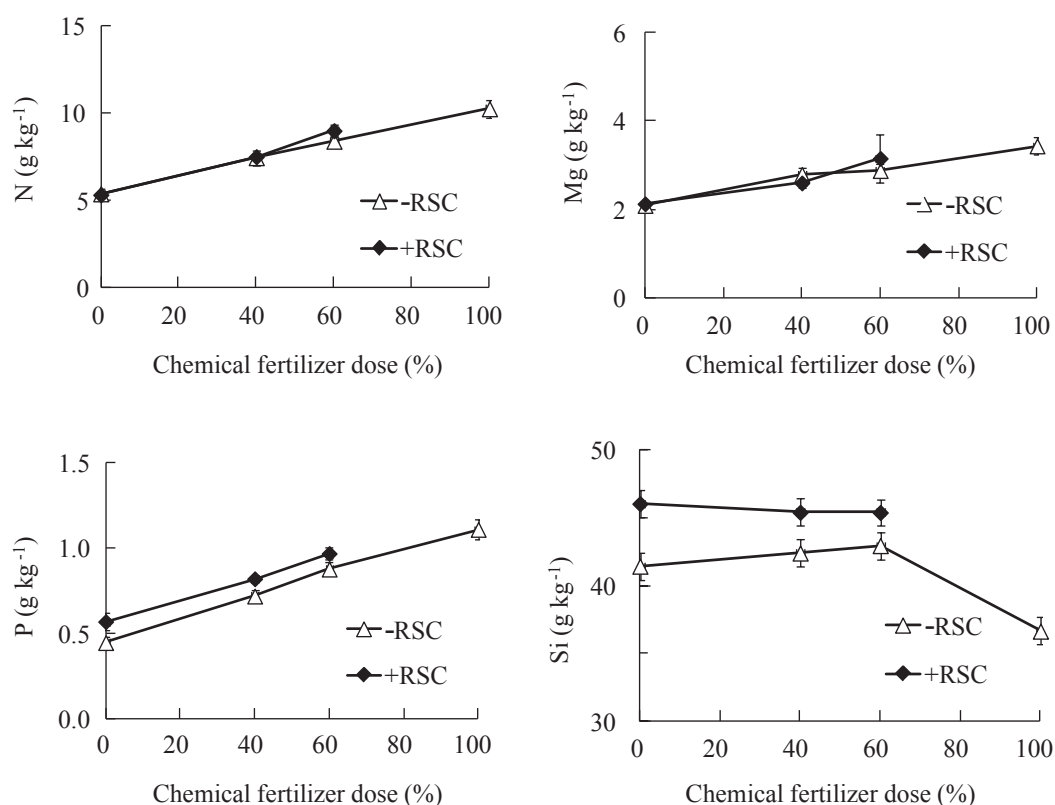 15
10
5
0
N (g kg⁻¹)
-RSC
+RSC
0 20 40 60 80 100
Chemical fertilizer dose (%)
6
4
2
0
Mg (g kg⁻¹)
-RSC
+RSC
0 20 40 60 80 100
Chemical fertilizer dose (%)
1.5
1.0
0.5
0.0
P (g kg⁻¹)
-RSC
+RSC
0 20 40 60 80 100
Chemical fertilizer dose (%)
50
40
30
Si (g kg⁻¹)
-RSC
+RSC
0 20 40 60 80 100
Chemical fertilizer dose (%)